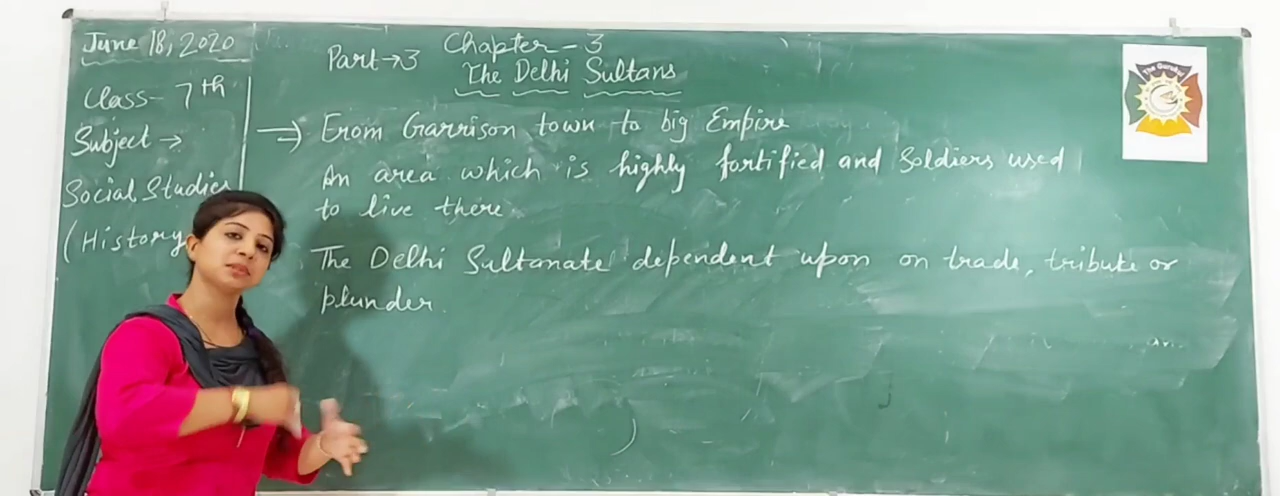 June 18, 2020
Class- 7th
Subject →
Social Studies
(History
Part→3
Chapter - 3
The Delhi Sultans
⇒ From Garrison town to big Empire
An area which is highly fortified and Soldiers used
to live there.
The Delhi Sultanate dependent upon on trade, tribute or
plunder.